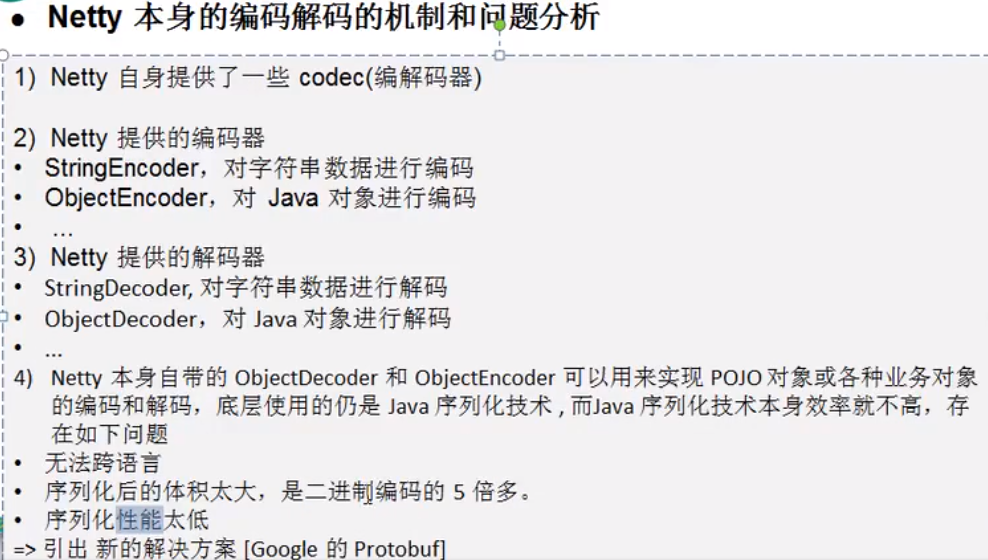 • Netty 本身的编码解码的机制和问题分析
1) Netty 自身提供了一些 codec(编解码器)
2) Netty 提供的编码器
• StringEncoder，对字符串数据进行编码
• ObjectEncoder，对 Java 对象进行编码
• ...
3) Netty 提供的解码器
• StringDecoder, 对字符串数据进行解码
• ObjectDecoder，对 Java 对象进行解码
• ...
4) Netty 本身自带的 ObjectDecoder 和 ObjectEncoder 可以用来实现 POJO 对象或各种业务对象
的编码和解码，底层使用的仍是 Java 序列化技术 , 而Java 序列化技术本身效率就不高，存
在如下问题
• 无法跨语言
• 序列化后的体积太大，是二进制编码的 5 倍多。
• 序列化性能太低
=> 引出 新的解决方案 [Google 的 Protobuf]